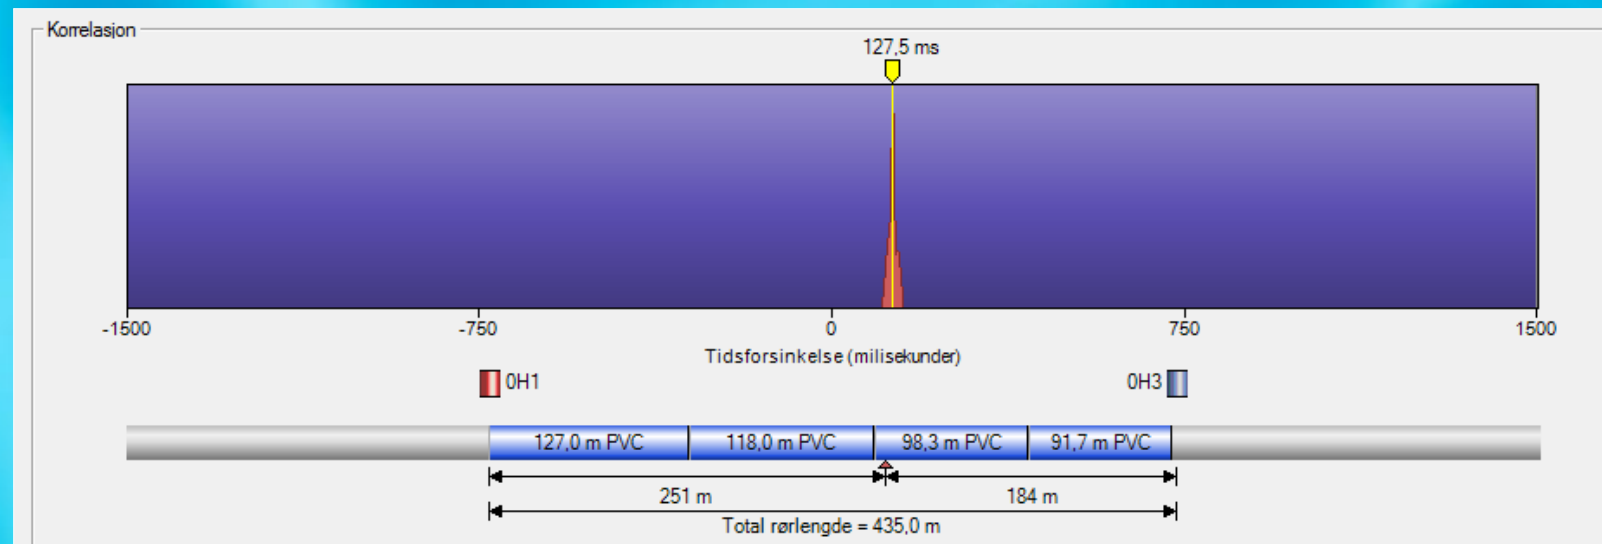 Korrelasjon
127,5 ms
-1500 -750 0 750 1500
Tidsforsinkelse (milisekunder)
0H1 0H3
127,0 m PVC 118,0 m PVC 98,3 m PVC 91,7 m PVC
251 m 184 m
Total rørlengde = 435,0 m